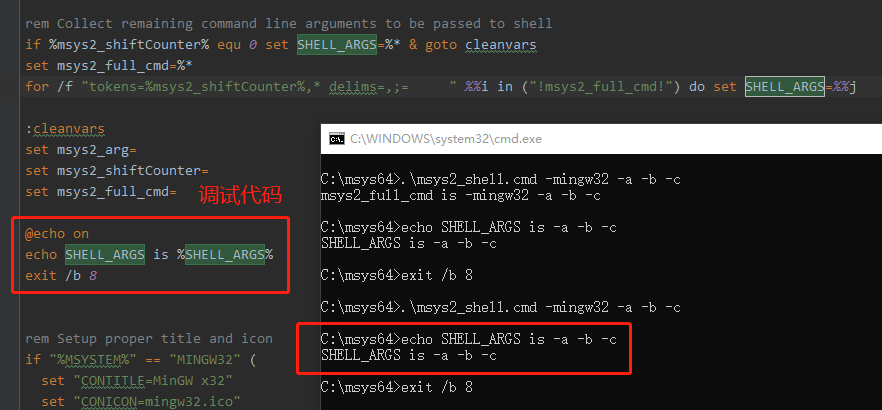 rem Collect remaining command line arguments to be passed to shell
if %msys2_shiftCounter% equ 0 set SHELL_ARGS=%* & goto cleanvars
set msys2_full_cmd=%*
for /f "tokens=%msys2_shiftCounter%,* delims=,;=     " %%i in ("!msys2_full_cmd!") do set SHELL_ARGS=%%j
:cleanvars
set msys2_arg=
set msys2_shiftCounter=
set msys2_full_cmd=
调试代码
@echo on
echo SHELL_ARGS is %SHELL_ARGS%
exit /b 8
rem Setup proper title and icon
if "%MSYSTEM%" == "MINGW32" (
set "CONTITLE=MinGW x32"
set "CONICON=mingw32.ico"
C:\WINDOWS\system32\cmd.exe
C:\msys64>.\msys2_shell.cmd -mingw32 -a -b -c
msys2_full_cmd is -mingw32 -a -b -c
C:\msys64>echo SHELL_ARGS is -a -b -c
SHELL_ARGS is -a -b -c
C:\msys64>exit /b 8
C:\msys64>.\msys2_shell.cmd -mingw32 -a -b -c
C:\msys64>echo SHELL_ARGS is -a -b -c
SHELL_ARGS is -a -b -c
C:\msys64>exit /b 8